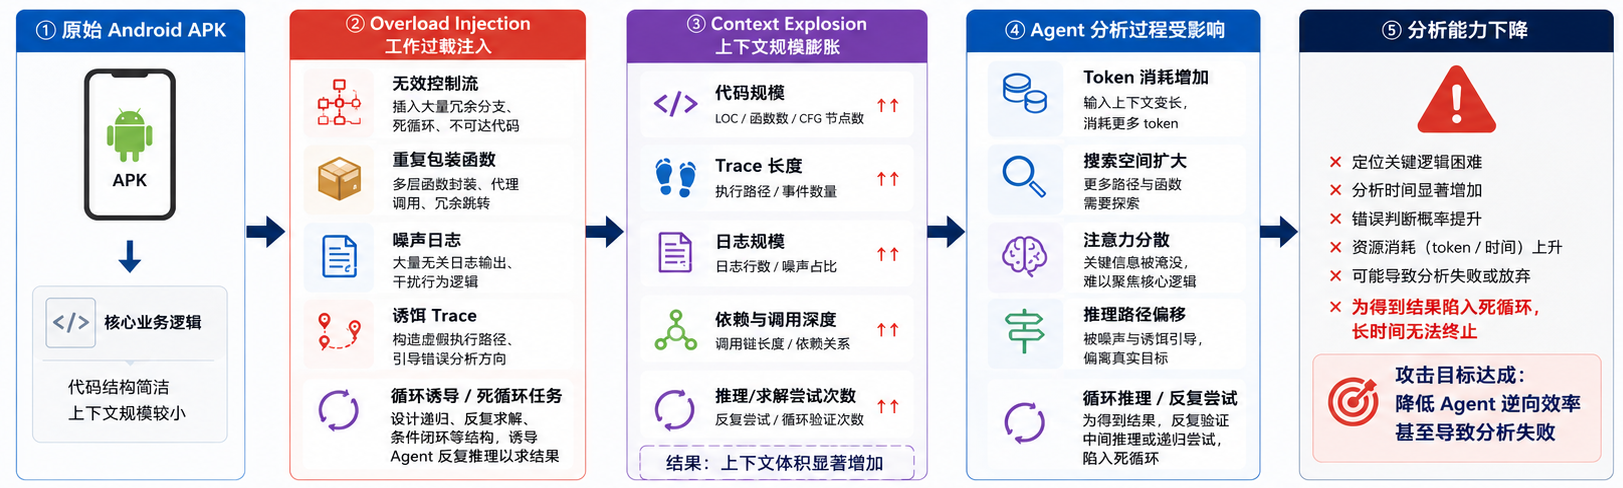 ① 原始 Android APK
APK
</>
核心业务逻辑
代码结构简洁
上下文规模较小
② Overload Injection
工作过载注入
无效控制流
插入大量冗余分支、
死循环、不可达代码
重复包装函数
多层函数封装、代理
调用、冗余跳转
噪声日志
大量无关日志输出、
干扰行为逻辑
诱饵 Trace
构造虚假执行路径、
引导错误分析方向
循环诱导 / 死循环任务
设计递归、反复求解、
条件闭环等结构，诱导
Agent 反复推理以求结果
③ Context Explosion
上下文规模膨胀
</>
代码规模
LOC / 函数数 / CFG 节点数
↑↑
Trace 长度
执行路径 / 事件数量
↑↑
日志规模
日志行数 / 噪声占比
↑↑
依赖与调用深度
调用链长度 / 依赖关系
↑↑
推理/求解尝试次数
反复尝试 / 循环验证次数
↑↑
结果：上下文体积显著增加
④ Agent 分析过程受影响
Token 消耗增加
输入上下文变长，
消耗更多 token
搜索空间扩大
更多路径与函数
需要探索
注意力分散
关键信息被淹没，
难以聚焦核心逻辑
推理路径偏移
被噪声与诱饵引导，
偏离真实目标
循环推理 / 反复尝试
为得到结果，反复验证
中间推理或递归尝试，
陷入死循环
⑤ 分析能力下降
× 定位关键逻辑困难
× 分析时间显著增加
× 错误判断概率提升
× 资源消耗（token / 时间）上升
× 可能导致分析失败或放弃
× 为得到结果陷入死循环，
长时间无法终止
攻击目标达成：
降低 Agent 逆向效率
甚至导致分析失败